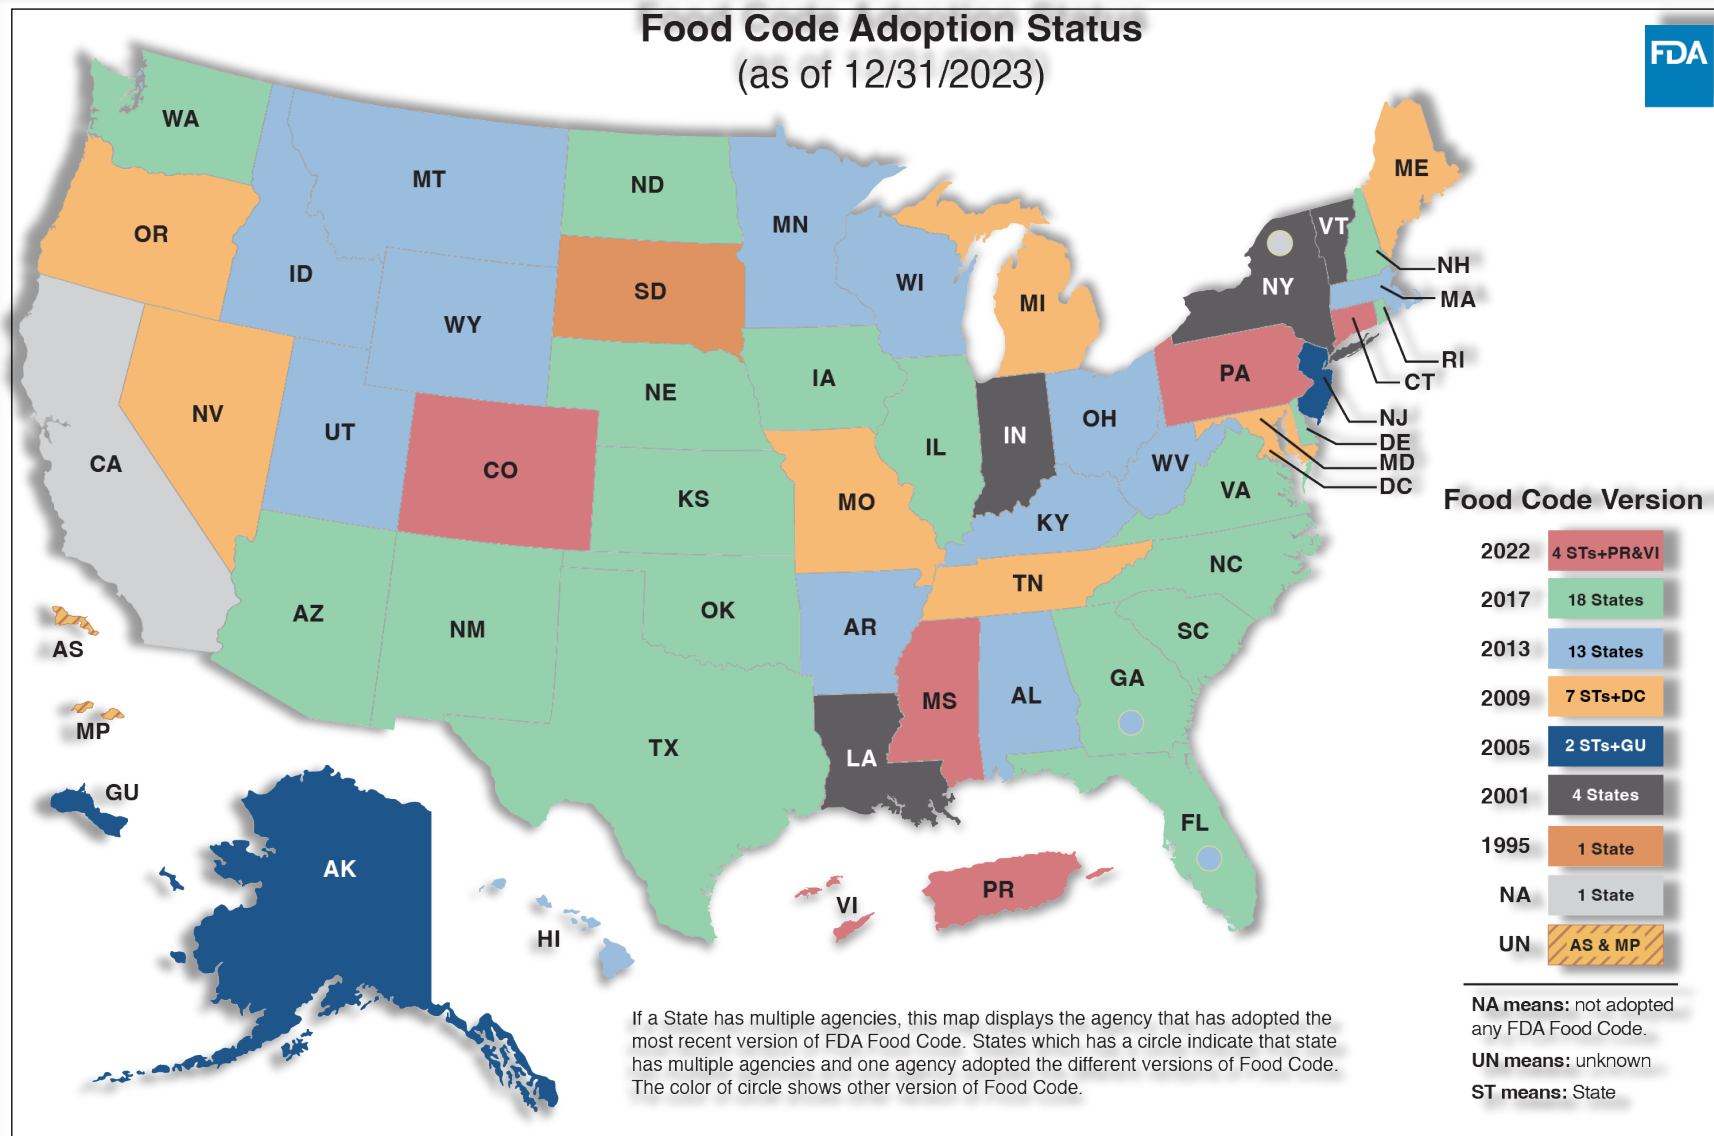 Food Code Adoption Status
(as of 12/31/2023)
FDA
WA
MT
ND
MN
ME
OR
ID
SD
WI
MI
VT
NY
NH
MA
WY
RI
CT
NV
UT
NE
IA
PA
NJ
DE
MD
DC
CA
CO
KS
IL
IN
OH
WV
VA
MO
KY
AZ
NM
OK
AR
TN
NC
SC
AS
MP
GU
TX
MS
AL
GA
LA
FL
AK
HI
VI
PR
Food Code Version
2022 4 STs+PR&VI
2017 18 States
2013 13 States
2009 7 STs+DC
2005 2 STs+GU
2001 4 States
1995 1 State
NA 1 State
UN AS & MP
NA means: not adopted
any FDA Food Code.
UN means: unknown
ST means: State
If a State has multiple agencies, this map displays the agency that has adopted the
most recent version of FDA Food Code. States which has a circle indicate that state
has multiple agencies and one agency adopted the different versions of Food Code.
The color of circle shows other version of Food Code.